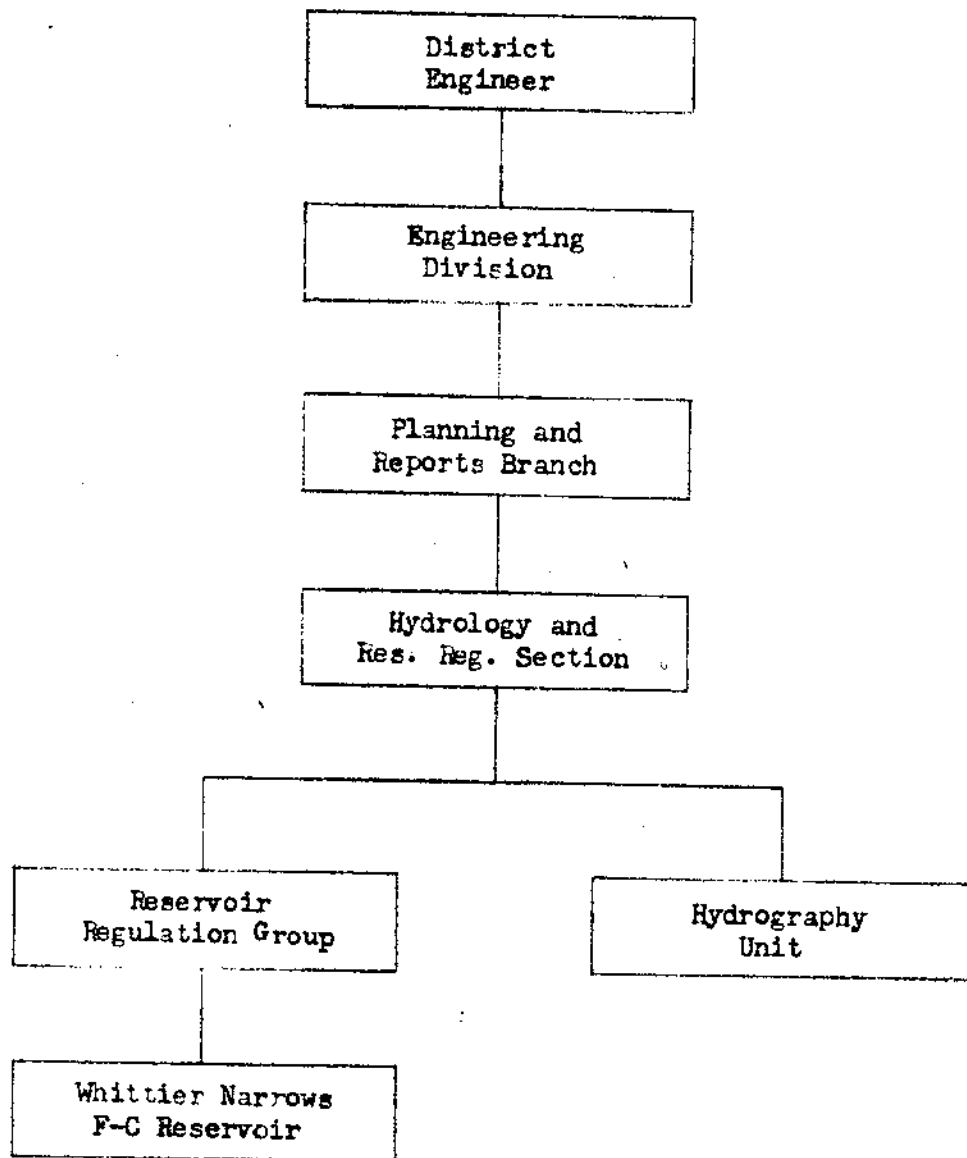 District
Engineer
Engineering
Division
Planning and
Reports Branch
Hydrology and
Res. Reg. Section
Reservoir
Regulation Group
Hydrography
Unit
Whittier Narrows
F-C Reservoir